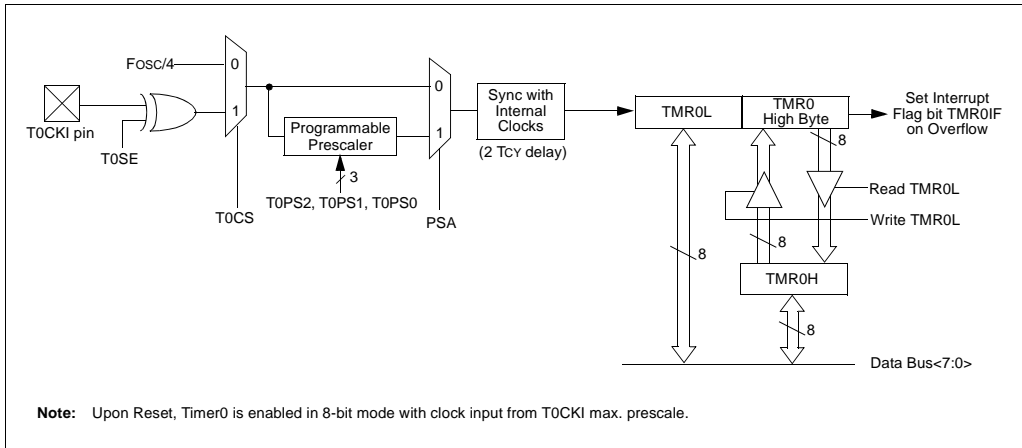 FOSC/4
0
1
T0CKI pin
T0SE
T0CS
Programmable
Prescaler
3
T0PS2, T0PS1, T0PS0
0
1
PSA
Sync with
Internal
Clocks
(2 TCY delay)
TMR0L
TMR0
High Byte
Set Interrupt
Flag bit TMR0IF
on Overflow
8
Read TMR0L
Write TMR0L
8
8
TMR0H
8
Data Bus<7:0>
Note: Upon Reset, Timer0 is enabled in 8-bit mode with clock input from T0CKI max. prescale.